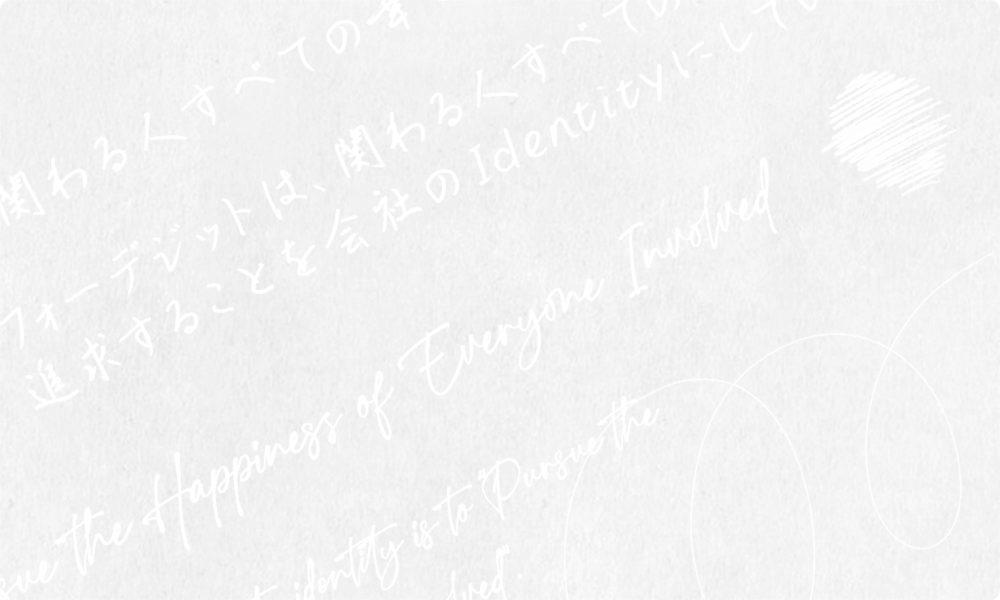 関わる人すべての幸
フォーデジットは、関わる人すべての
進求することを会社のIdentityにしてい
sue the Happiness of Everyone Involved
t identity is to "Pursue the
lved".